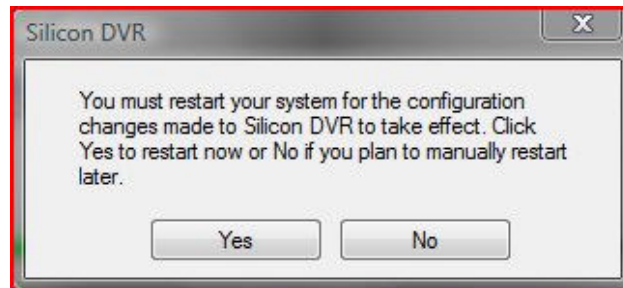 Silicon DVR
X
You must restart your system for the configuration
changes made to Silicon DVR to take effect. Click
Yes to restart now or No if you plan to manually restart
later.
Yes
No